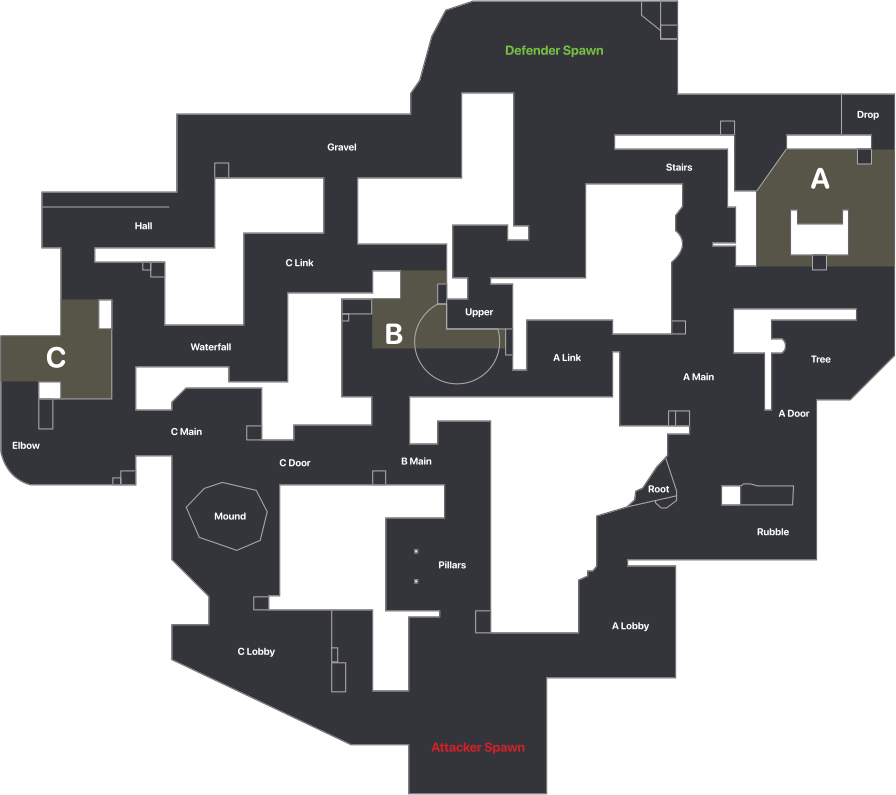 Defender Spawn
Drop
Gravel
Stairs
A
Hall
C Link
Upper
B
Waterfall
C
A Link
Tree
A Main
A Door
C Main
Elbow
C Door
B Main
Root
Mound
Rubble
Pillars
A Lobby
C Lobby
Attacker Spawn